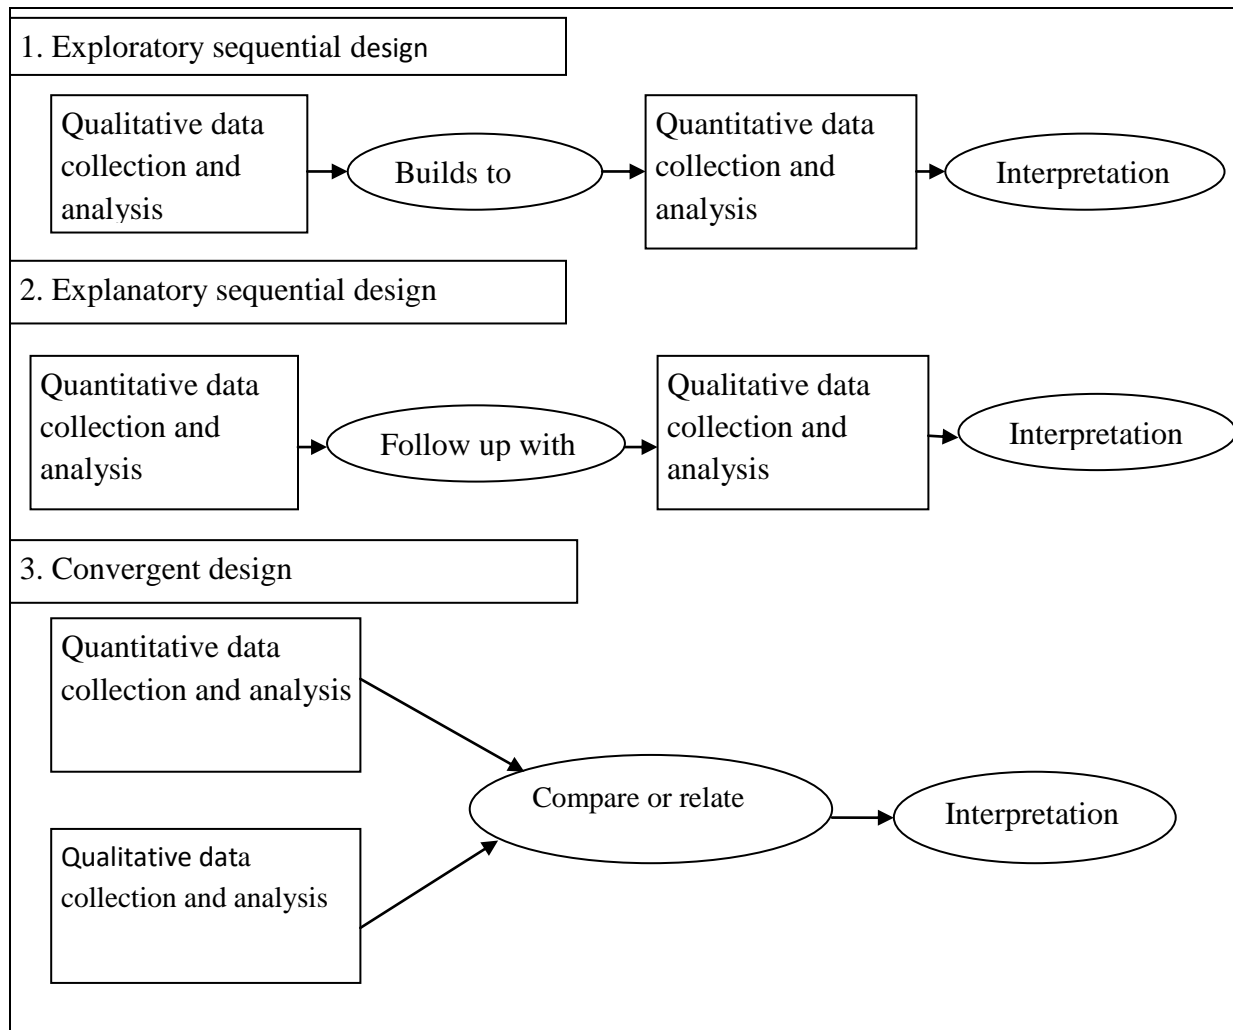 1. Exploratory sequential design
Qualitative data
collection and
analysis
Builds to
Quantitative data
collection and
analysis
Interpretation
2. Explanatory sequential design
Quantitative data
collection and
analysis
Follow up with
Qualitative data
collection and
analysis
Interpretation
3. Convergent design
Quantitative data
collection and analysis
Qualitative data
collection and analysis
Compare or relate
Interpretation